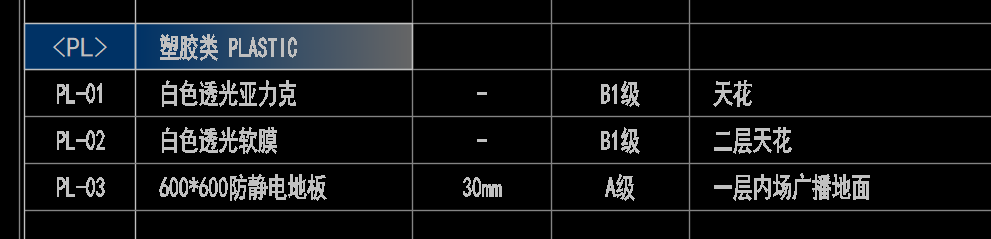 <PL> 塑胶类 PLASTIC
PL-01 白色透光亚力克 - B1级 天花
PL-02 白色透光软膜 - B1级 二层天花
PL-03 600*600防静电地板 30mm A级 一层内场广播地面